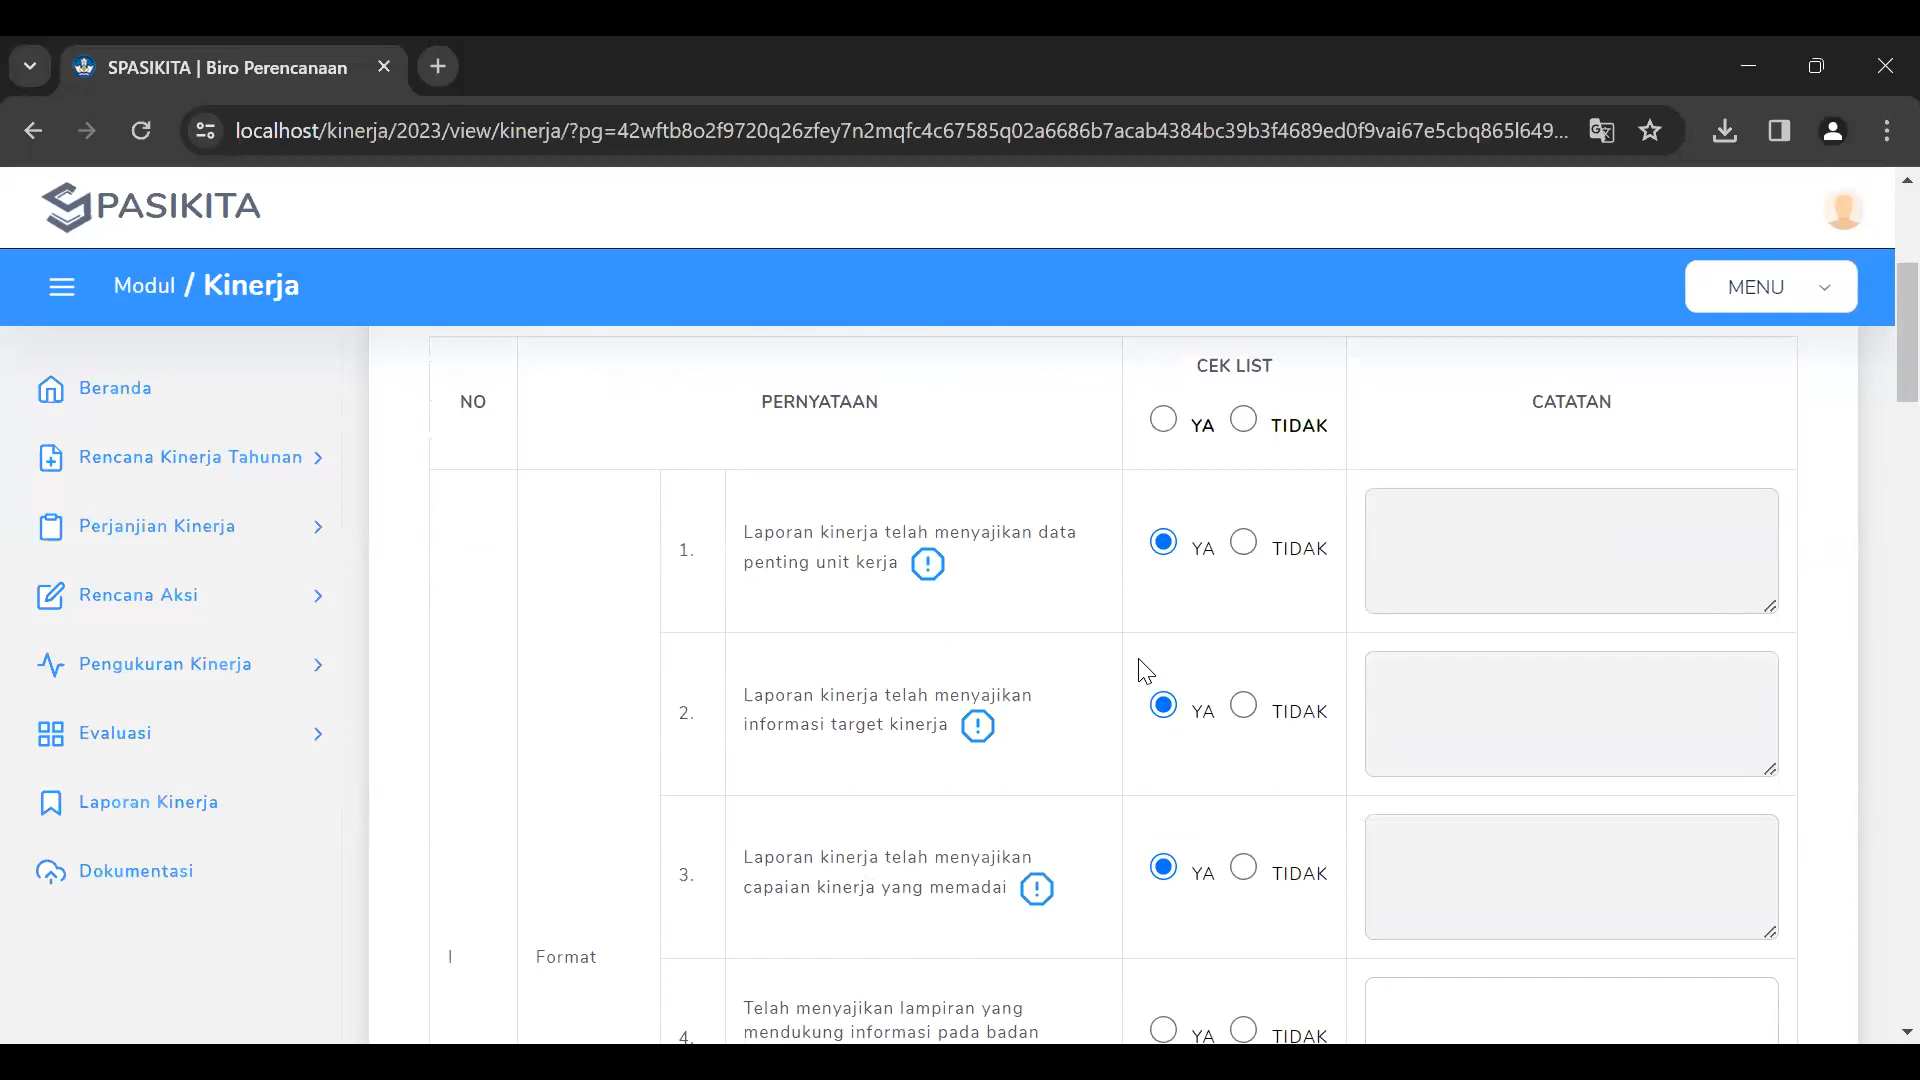 SPASIKITA | Biro Perencanaan
localhost/kinerja/2023/view/kinerja/?pg=42wftb8o2f9720q26zfey7n2mqfc4c67585q02a6686b7acab4384bc39b3f4689ed0f9vai67e5cbq865l649...
SPASIKITA
Modul / Kinerja
MENU
Beranda
Rencana Kinerja Tahunan
Perjanjian Kinerja
Rencana Aksi
Pengukuran Kinerja
Evaluasi
Laporan Kinerja
Dokumentasi
NO
PERNYATAAN
CEK LIST
YA TIDAK
CATATAN
I
Format
1.
Laporan kinerja telah menyajikan data
penting unit kerja
YA TIDAK
2.
Laporan kinerja telah menyajikan
informasi target kinerja
YA TIDAK
3.
Laporan kinerja telah menyajikan
capaian kinerja yang memadai
YA TIDAK
4.
Telah menyajikan lampiran yang
mendukung informasi pada badan
YA TIDAK